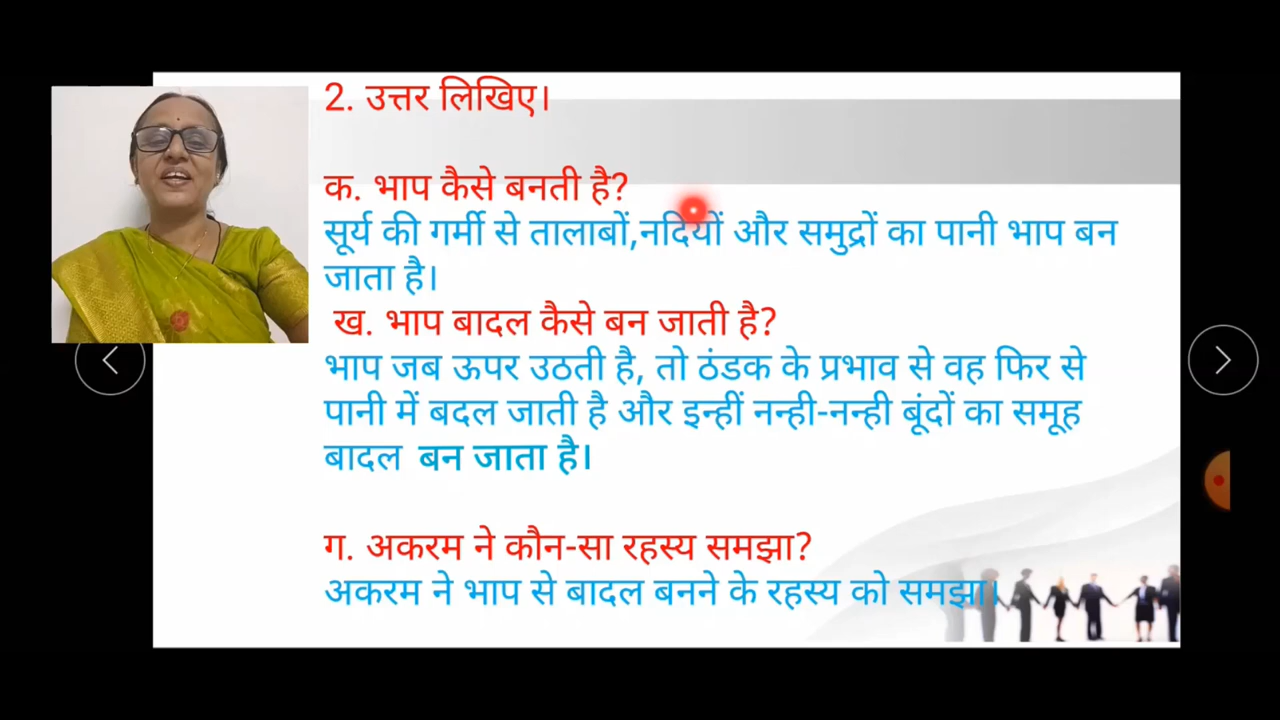 2. उत्तर लिखिए।
क. भाप कैसे बनती है?
सूर्य की गर्मी से तालाबों,नदियों और समुद्रों का पानी भाप बन
जाता है।
ख. भाप बादल कैसे बन जाती है?
भाप जब ऊपर उठती है, तो ठंडक के प्रभाव से वह फिर से
पानी में बदल जाती है और इन्हीं नन्ही-नन्ही बूंदों का समूह
बादल बन जाता है।
ग. अकरम ने कौन-सा रहस्य समझा?
अकरम ने भाप से बादल बनने के रहस्य को समझा।